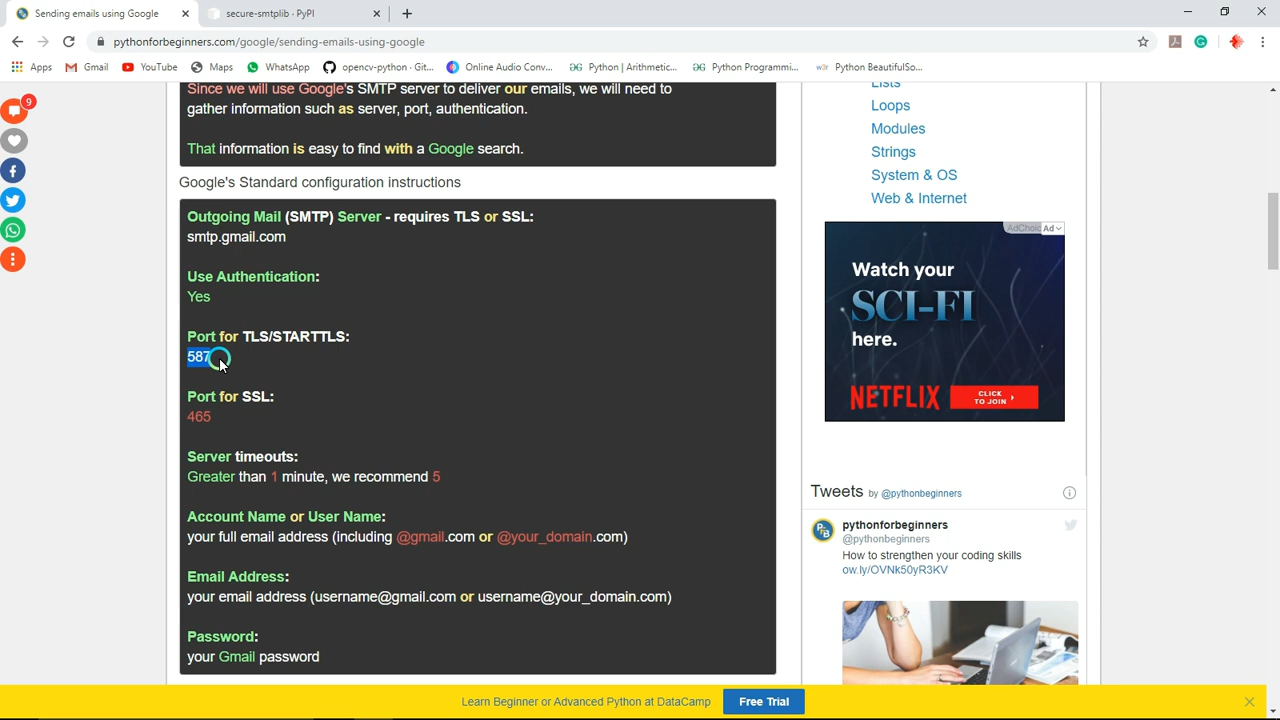 Sending emails using Google
secure-smtplib · PyPI
pythonforbeginners.com/google/sending-emails-using-google
Apps
Gmail
YouTube
Maps
WhatsApp
opencv-python · Git...
Online Audio Conv...
Python | Arithmetic...
Python Programmi...
Python BeautifulSo...
9
Since we will use Google's SMTP server to deliver our emails, we will need to
gather information such as server, port, authentication.
That information is easy to find with a Google search.
Google's Standard configuration instructions
Outgoing Mail (SMTP) Server - requires TLS or SSL:
smtp.gmail.com
Use Authentication:
Yes
Port for TLS/STARTTLS:
587
Port for SSL:
465
Server timeouts:
Greater than 1 minute, we recommend 5
Account Name or User Name:
your full email address (including @gmail.com or @your_domain.com)
Email Address:
your email address (username@gmail.com or username@your_domain.com)
Password:
your Gmail password
Lists
Loops
Modules
Strings
System & OS
Web & Internet
AdChoic Ad
Watch your
SCI-FI
here.
NETFLIX
CLICK
TO JOIN
Tweets by @pythonbeginners
pythonforbeginners
@pythonbeginners
How to strengthen your coding skills
ow.ly/OVNk50yR3KV
Learn Beginner or Advanced Python at DataCamp
Free Trial